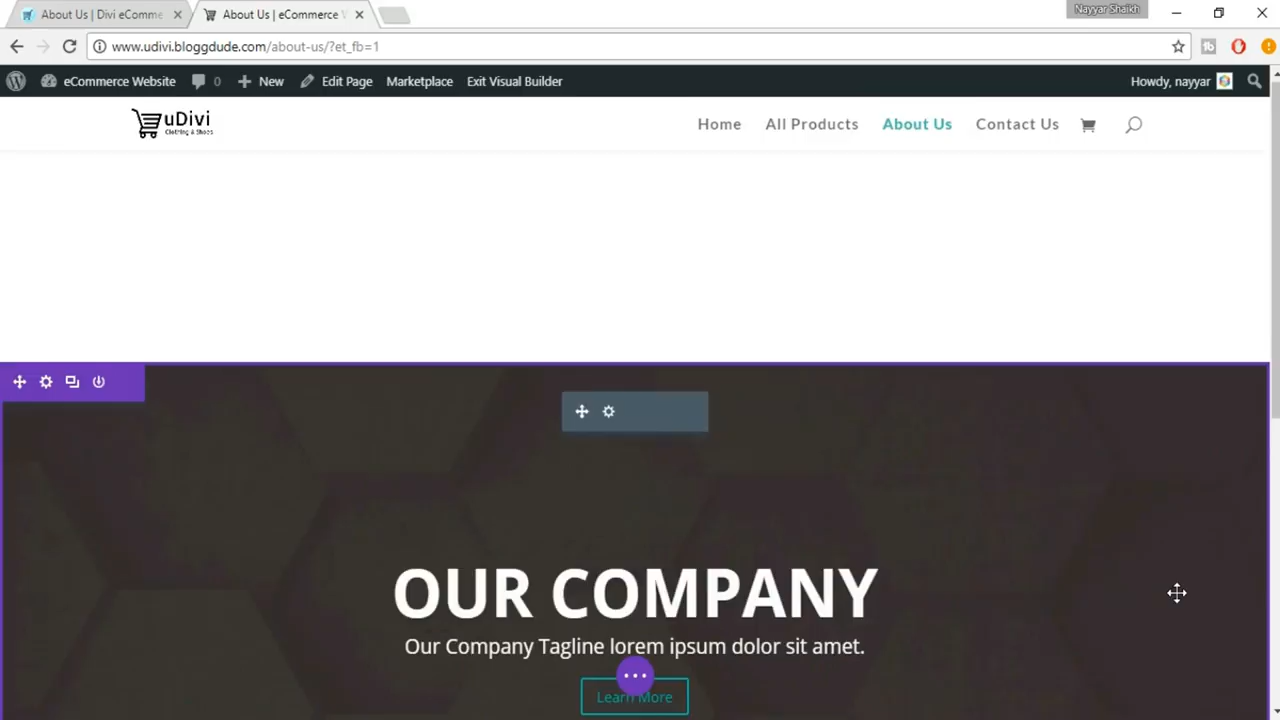 About Us | Divi eComme
About Us | eCommerce W
Nayyar Shaikh
www.udivi.bloggdude.com/about-us/?et_fb=1
eCommerce Website 0 New Edit Page Marketplace Exit Visual Builder Howdy, nayyar
uDivi
Clothing & Shoes
Home All Products About Us Contact Us
OUR COMPANY
Our Company Tagline lorem ipsum dolor sit amet.
Learn More